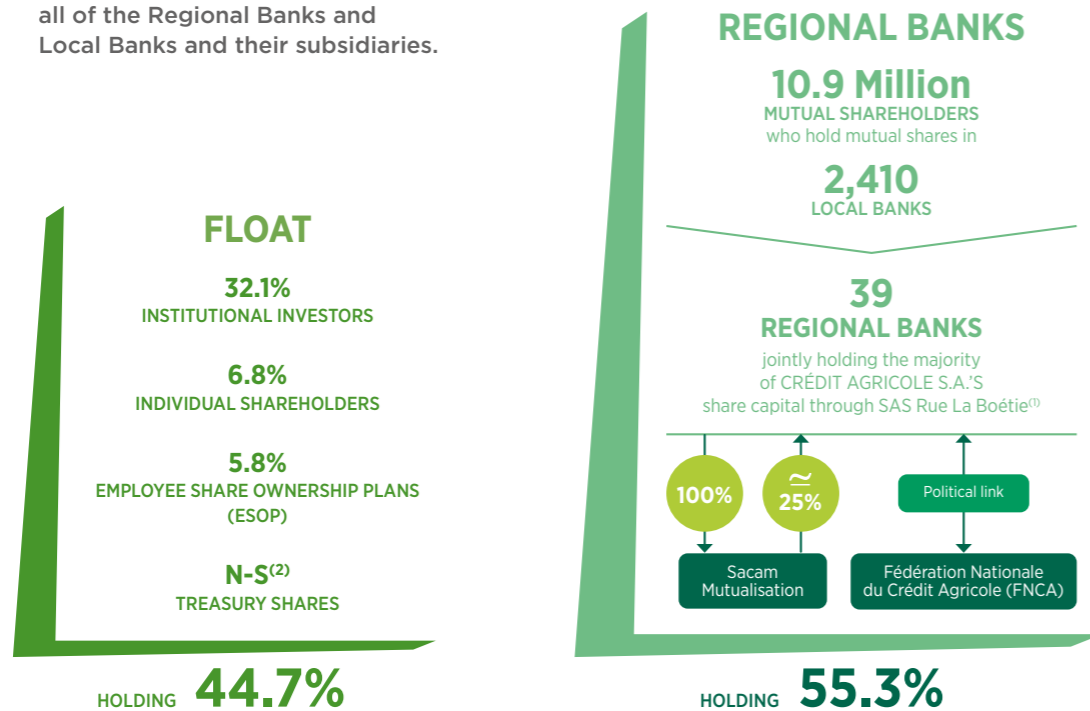 all of the Regional Banks and
Local Banks and their subsidiaries.
FLOAT
32.1%
INSTITUTIONAL INVESTORS
6.8%
INDIVIDUAL SHAREHOLDERS
5.8%
EMPLOYEE SHARE OWNERSHIP PLANS
(ESOP)
N-S(2)
TREASURY SHARES
HOLDING 44.7%
REGIONAL BANKS
10.9 Million
MUTUAL SHAREHOLDERS
who hold mutual shares in
2,410
LOCAL BANKS
39
REGIONAL BANKS
jointly holding the majority
of CRÉDIT AGRICOLE S.A.'S
share capital through SAS Rue La Boétie(1)
100%
≃
25%
Political link
Sacam
Mutualisation
Fédération Nationale
du Crédit Agricole (FNCA)
HOLDING 55.3%